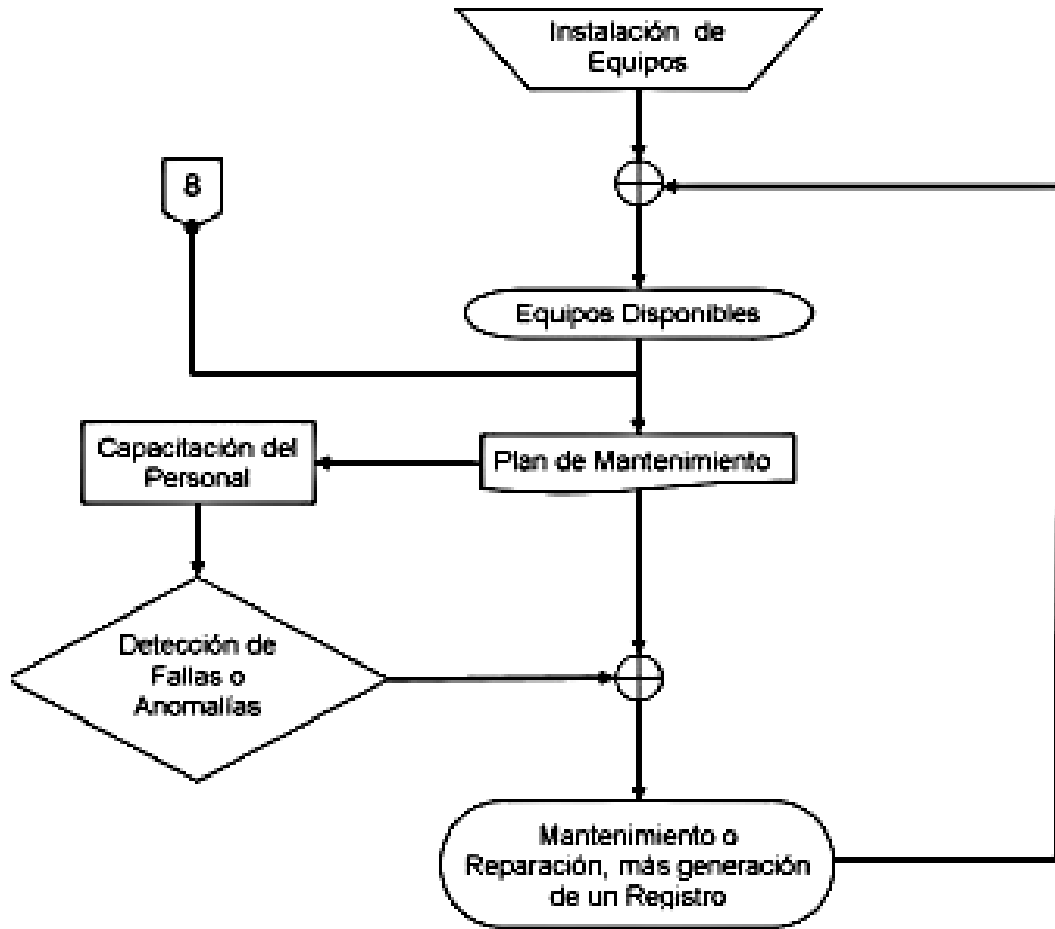 Instalación de
Equipos
8
Equipos Disponibles
Capacitación del
Personal
Plan de Mantenimiento
Detección de
Fallas o
Anomalías
Mantenimiento o
Reparación, más generación
de un Registro